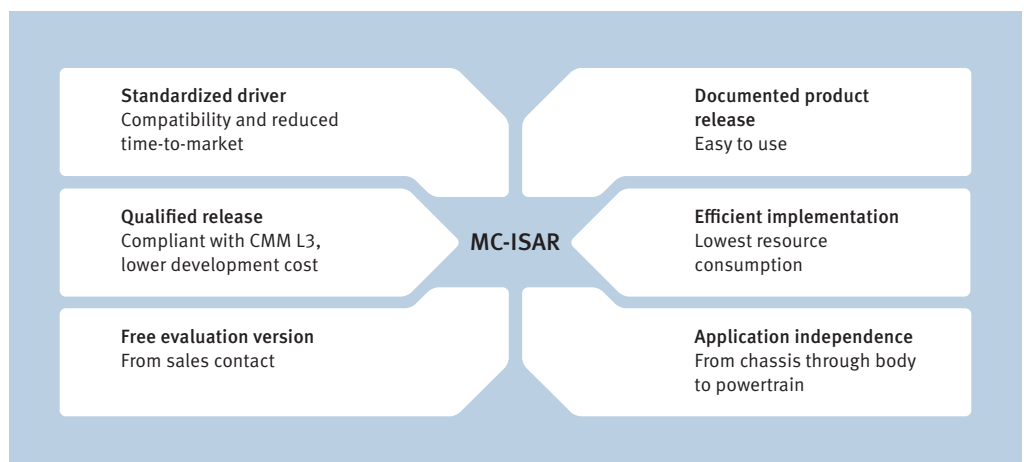 Standardized driver
Compatibility and reduced
time-to-market
Documented product
release
Easy to use
Qualified release
Compliant with CMM L3,
lower development cost
MC-ISAR
Efficient implementation
Lowest resource
consumption
Free evaluation version
From sales contact
Application independence
From chassis through body
to powertrain